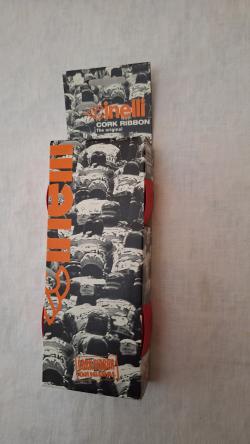 cinelli
CORK RIBBON
The original
cinelli